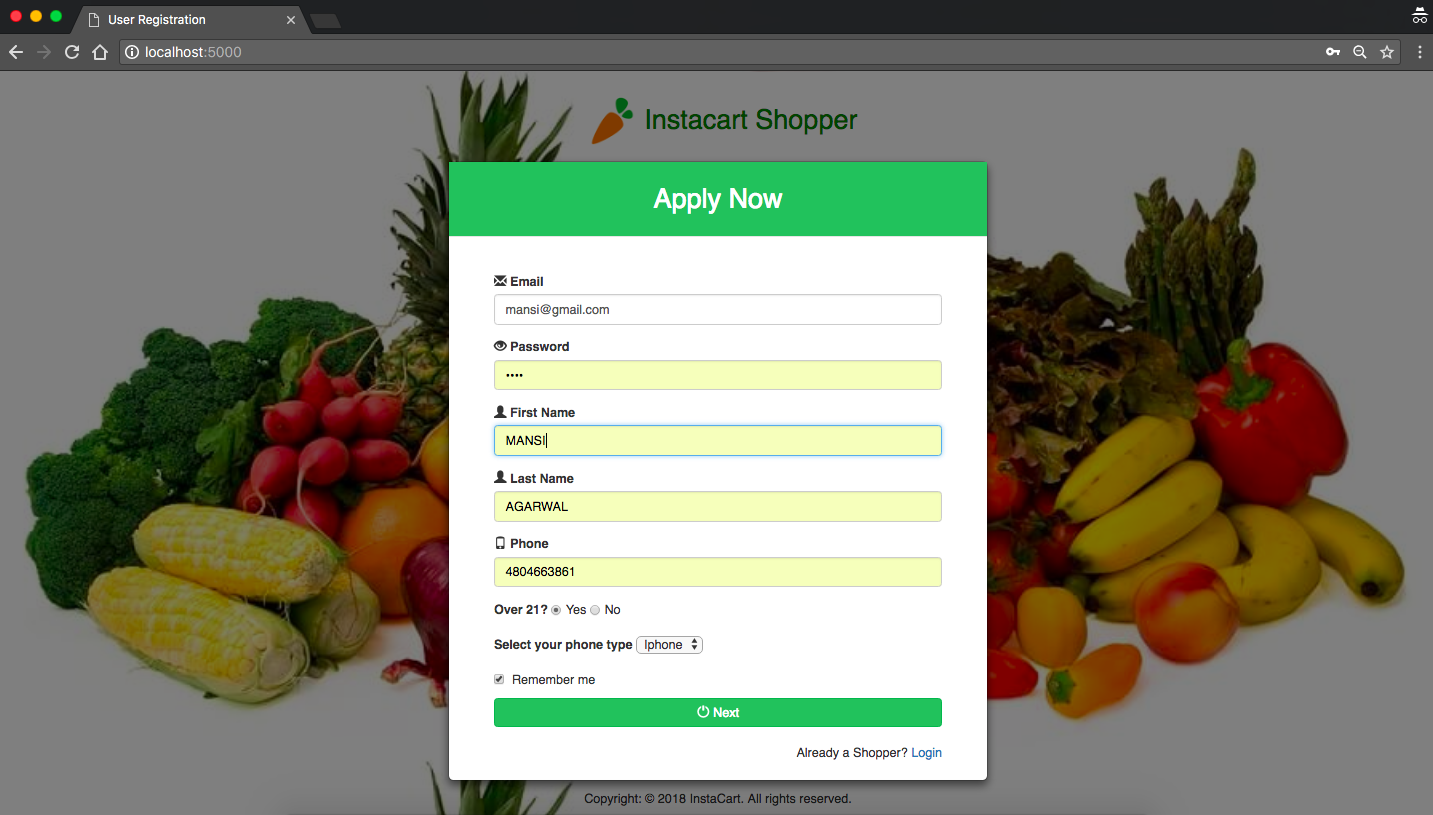 User Registration
localhost:5000
Instacart Shopper
Apply Now
Email
mansi@gmail.com
Password
••••
First Name
MANSI
Last Name
AGARWAL
Phone
4804663861
Over 21? Yes No
Select your phone type Iphone
Remember me
Next
Already a Shopper? Login
Copyright: © 2018 InstaCart. All rights reserved.